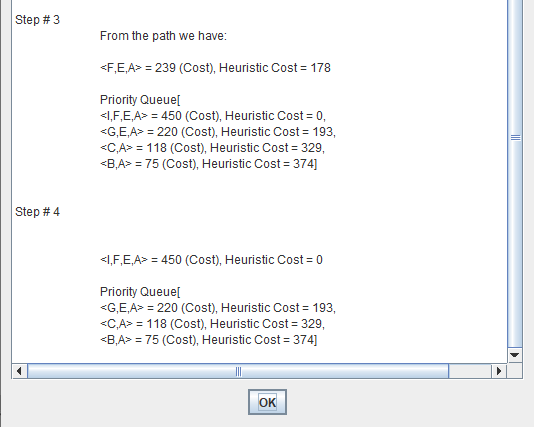 Step # 3
From the path we have:
<F,E,A> = 239 (Cost), Heuristic Cost = 178
Priority Queue[
<I,F,E,A> = 450 (Cost), Heuristic Cost = 0,
<G,E,A> = 220 (Cost), Heuristic Cost = 193,
<C,A> = 118 (Cost), Heuristic Cost = 329,
<B,A> = 75 (Cost), Heuristic Cost = 374]
Step # 4
<I,F,E,A> = 450 (Cost), Heuristic Cost = 0
Priority Queue[
<G,E,A> = 220 (Cost), Heuristic Cost = 193,
<C,A> = 118 (Cost), Heuristic Cost = 329,
<B,A> = 75 (Cost), Heuristic Cost = 374]
OK